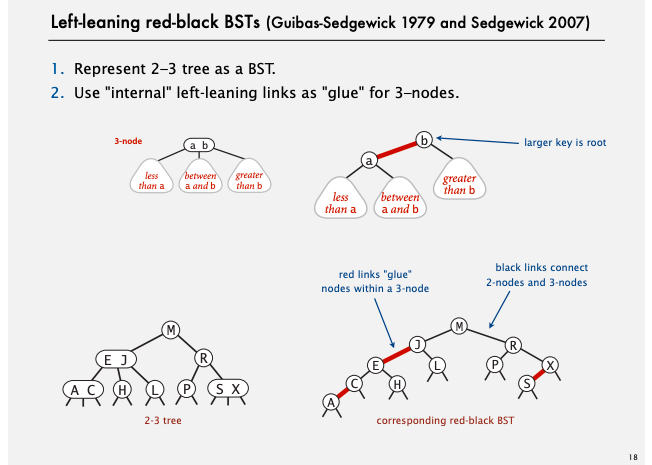 Left-leaning red-black BSTs (Guibas-Sedgewick 1979 and Sedgewick 2007)
1. Represent 2–3 tree as a BST.
2. Use "internal" left-leaning links as "glue" for 3–nodes.
3-node
a b
less
than a
between
a and b
greater
than b
b
larger key is root
a
less
than a
between
a and b
greater
than b
red links "glue"
nodes within a 3-node
black links connect
2-nodes and 3-nodes
M
E J
R
A C
H
L
P
S X
2-3 tree
M
J
R
E
L
P
X
C
H
S
A
corresponding red-black BST
18